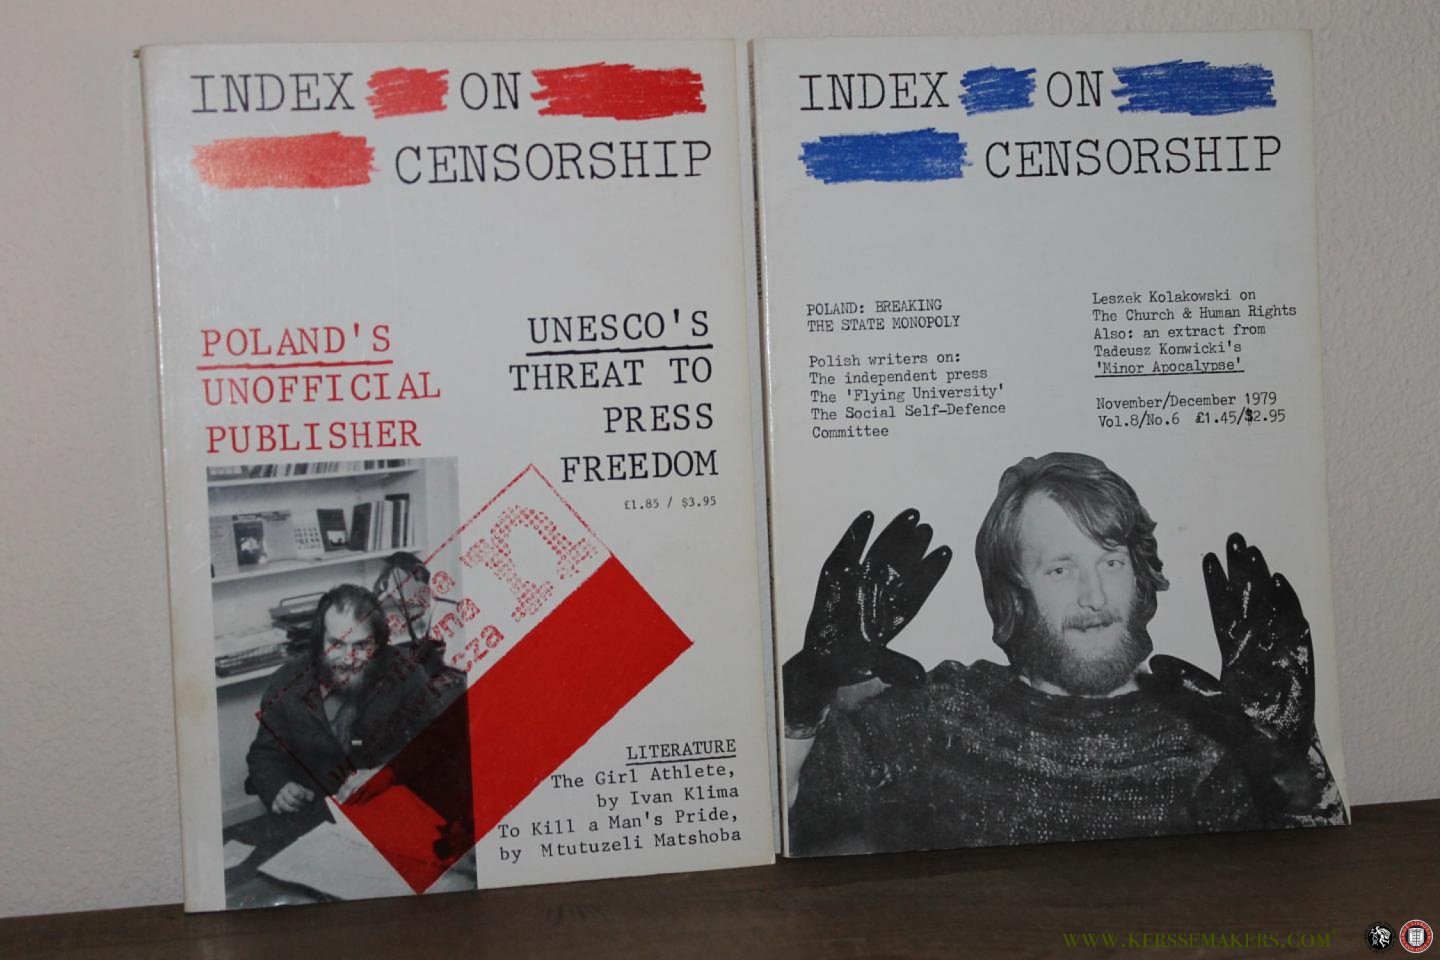 INDEX ON
CENSORSHIP
POLAND'S
UNOFFICIAL
PUBLISHER
UNESCO'S
THREAT TO
PRESS
FREEDOM
£1.85 / $3.95
LITERATURE
The Girl Athlete,
by Ivan Klima
To Kill a Man's Pride,
by Mtutuzeli Matshoba
INDEX ON
CENSORSHIP
POLAND: BREAKING
THE STATE MONOPOLY
Polish writers on:
The independent press
The 'Flying University'
The Social Self-Defence
Committee
Leszek Kolakowski on
The Church & Human Rights
Also: an extract from
Tadeusz Konwicki's
'Minor Apocalypse'
November/December 1979
Vol.8/No.6 £1.45/$2.95
WWW.KERSSEMAKERS.COM